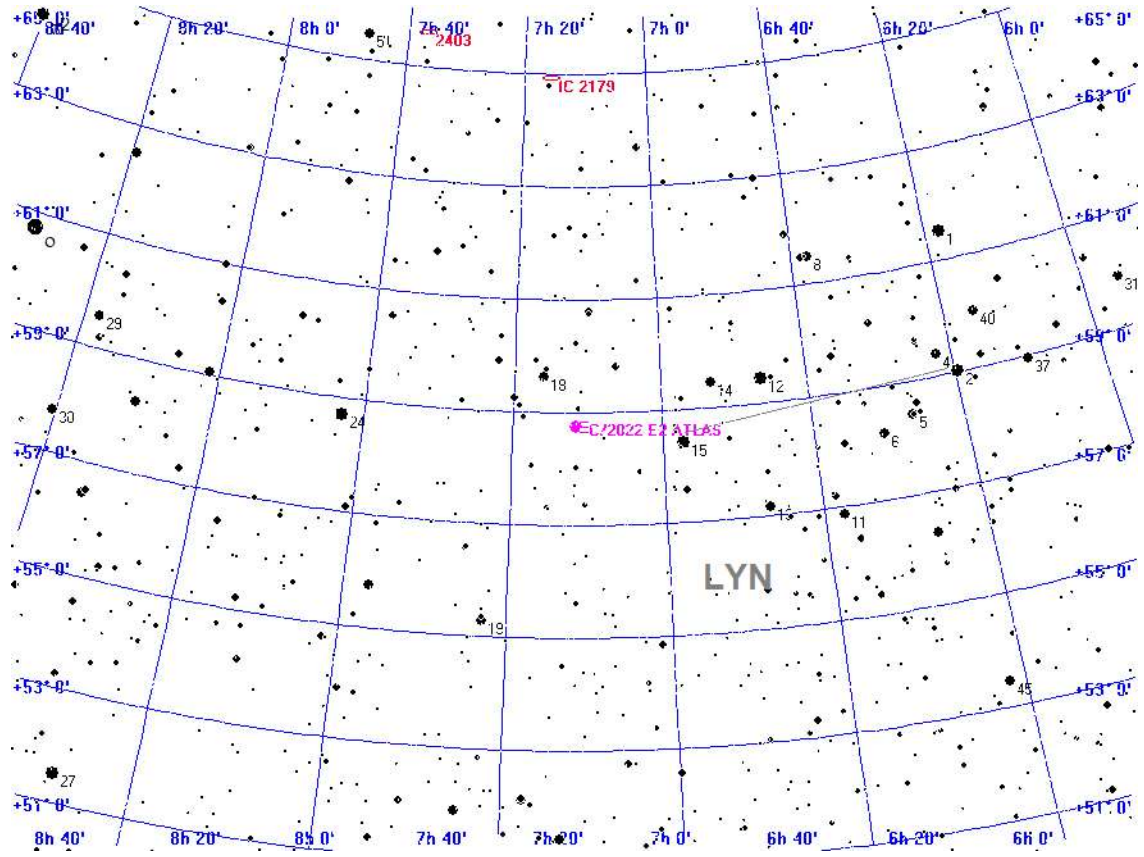 +65° 0' 8h 40' 8h 20' 8h 0' 7h 40' 7h 20' 7h 0' 6h 40' 6h 20' 6h 0' +65° 0'
51 2403
IC 2179
+63° 0' +63° 0'
+61° 0' +61° 0'
O 1
8
31
29 40
+59° 0' +59° 0'
4 37
18 14 12 2
30 24 5
C/2022 E2 ATLAS
15 6
+57° 0' +57° 0'
13 11
LYN
+55° 0' +55° 0'
19
+53° 0' 45 +53° 0'
27
+51° 0' +51° 0'
8h 40' 8h 20' 8h 0' 7h 40' 7h 20' 7h 0' 6h 40' 6h 20' 6h 0'